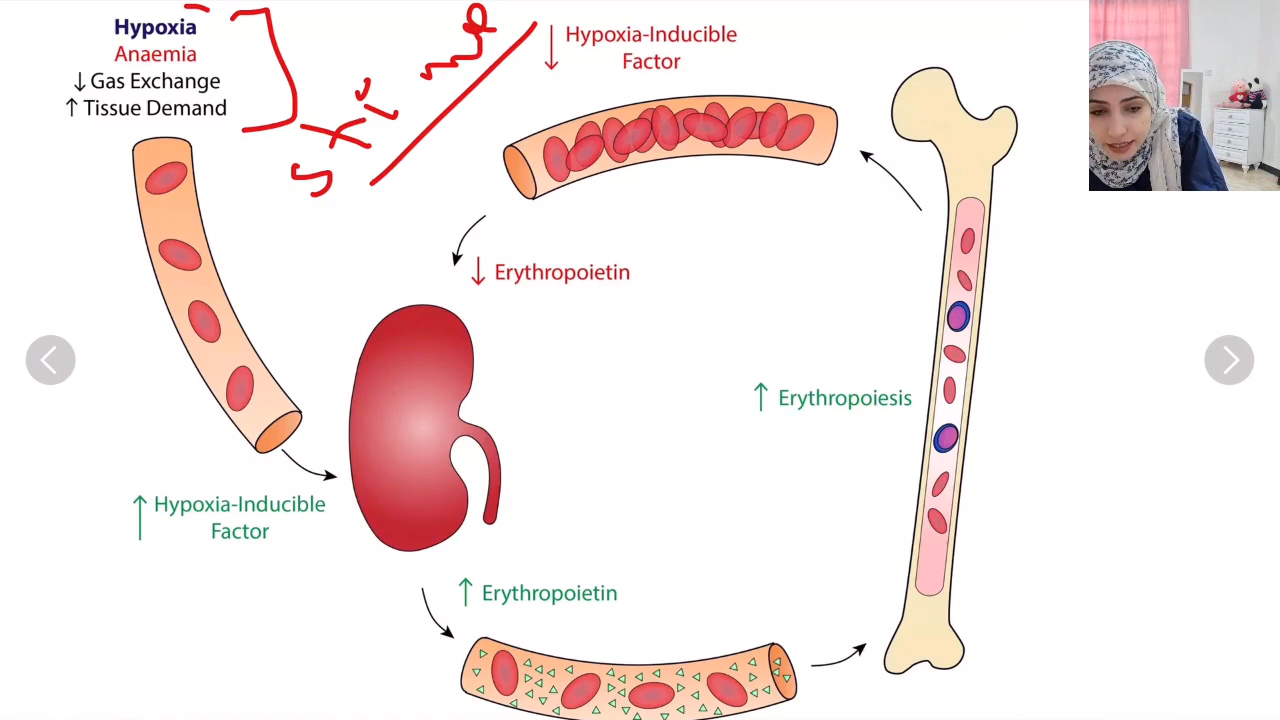 Hypoxia
Anaemia
↓ Gas Exchange
↑ Tissue Demand
↓ Hypoxia-Inducible
Factor
↓ Erythropoietin
↑ Erythropoiesis
↑ Hypoxia-Inducible
Factor
↑ Erythropoietin